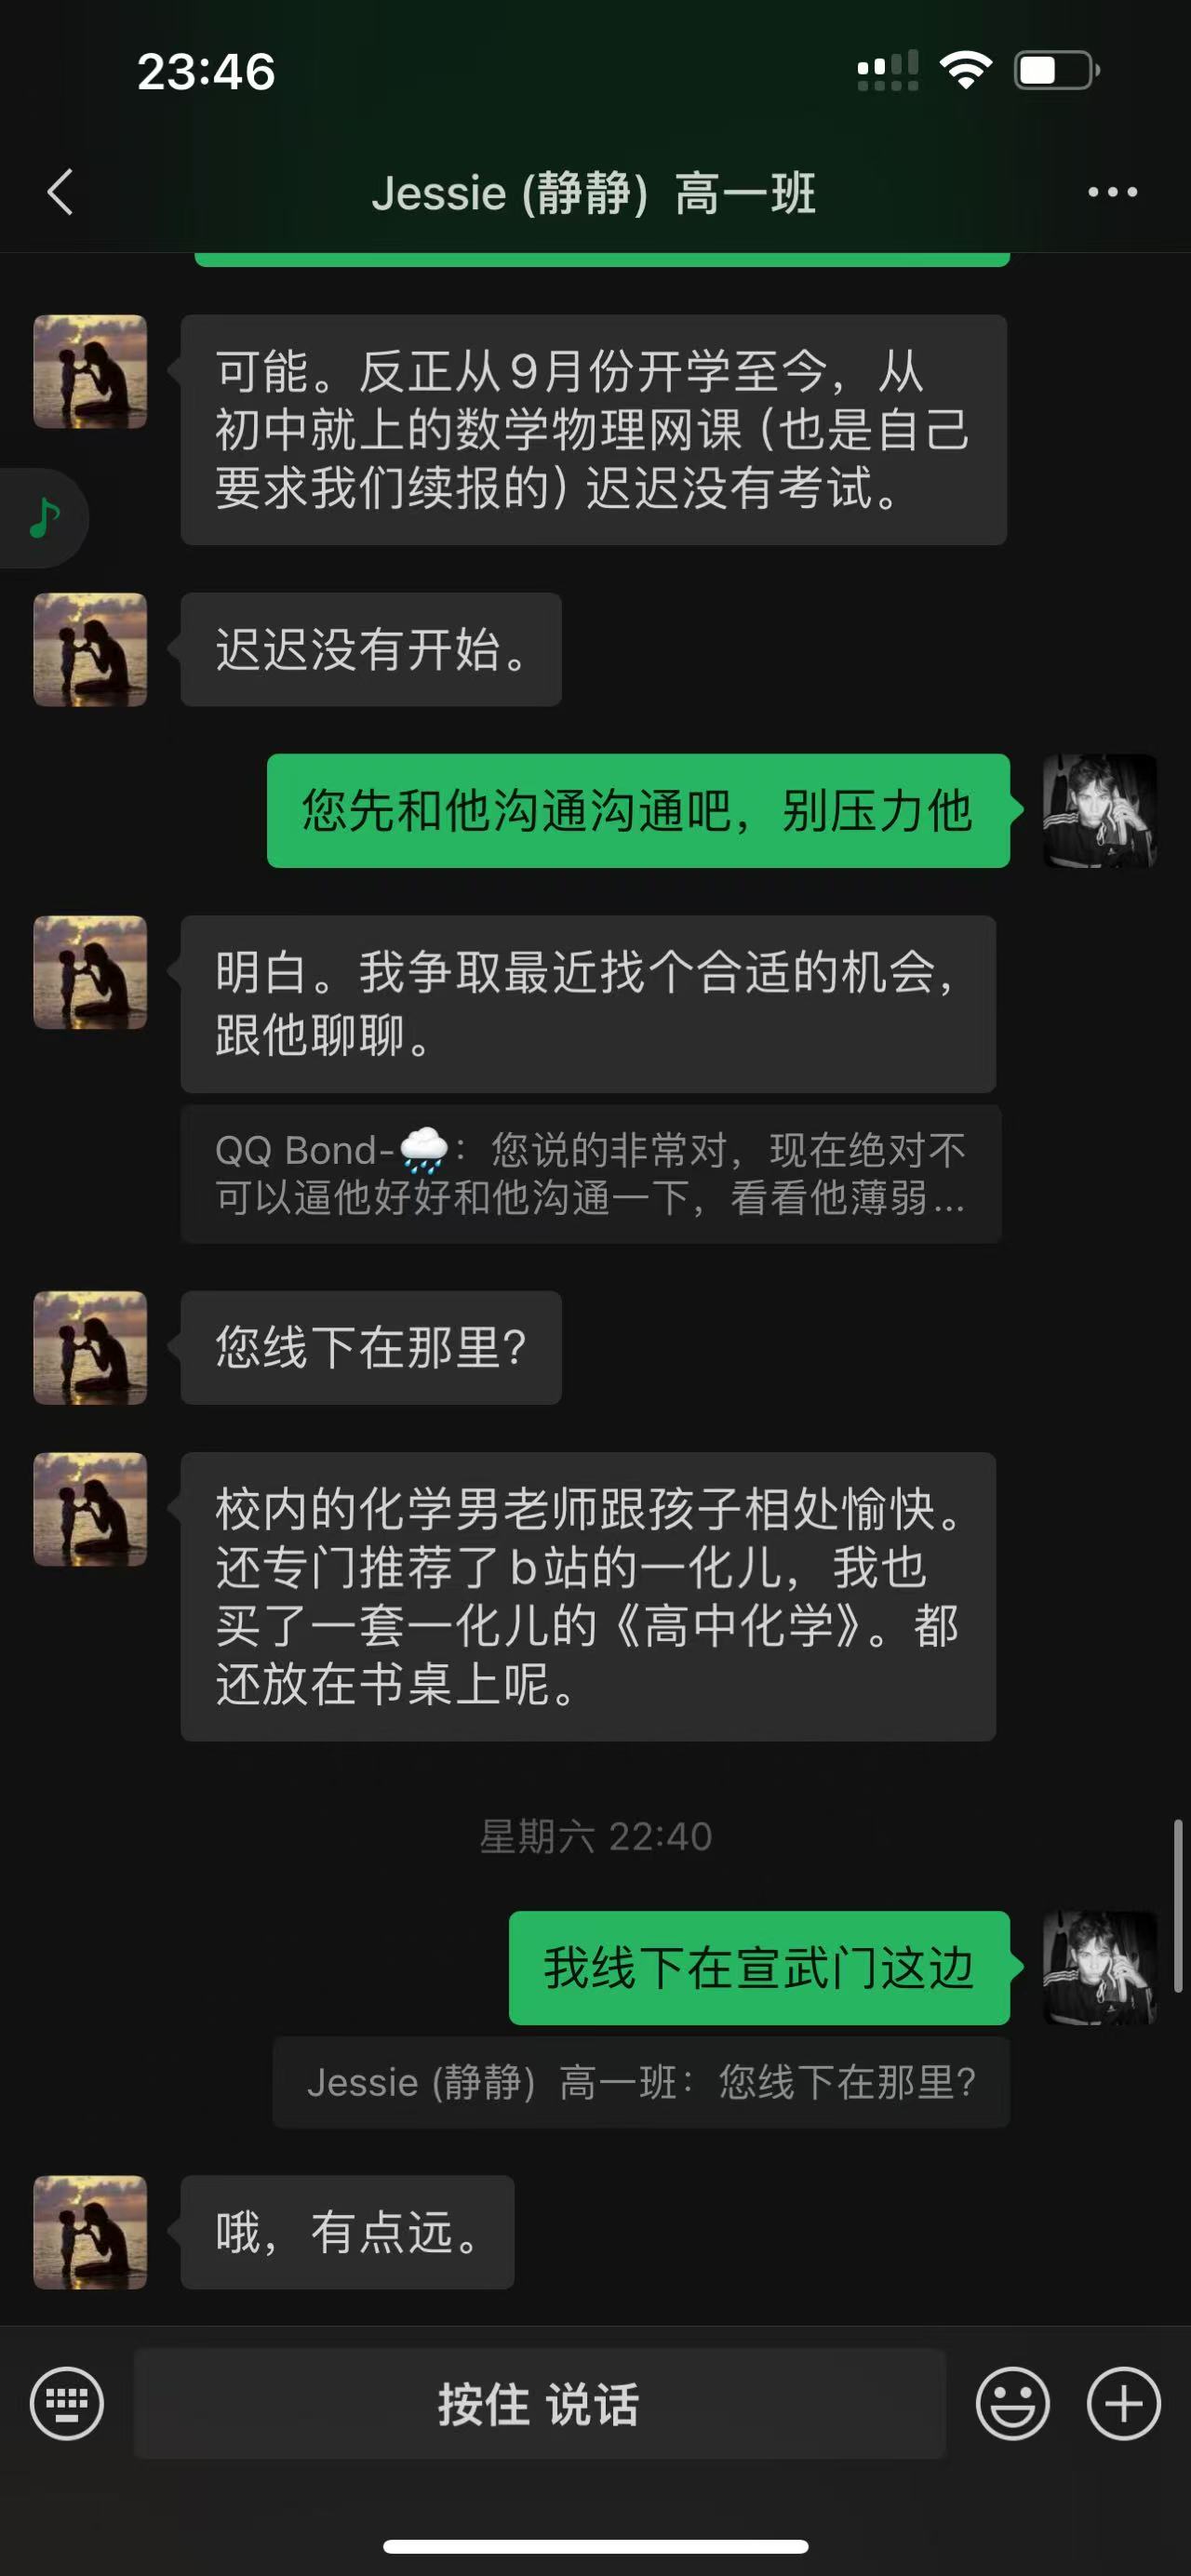 23:46
Jessie (静静) 高一班
可能。反正从9月份开学至今，从
初中就上的数学物理网课（也是自己
要求我们续报的）迟迟没有考试。
迟迟没有开始。
您先和他沟通沟通吧，别压力他
明白。我争取最近找个合适的机会，
跟他聊聊。
QQ Bond-🌧️：您说的非常对，现在绝对不
可以逼他好好和他沟通一下，看看他薄弱...
您线下在那里?
校内的化学男老师跟孩子相处愉快。
还专门推荐了b站的一化儿，我也
买了一套一化儿的《高中化学》。都
还放在书桌上呢。
星期六 22:40
我线下在宣武门这边
Jessie (静静) 高一班：您线下在那里?
哦，有点远。
按住 说话